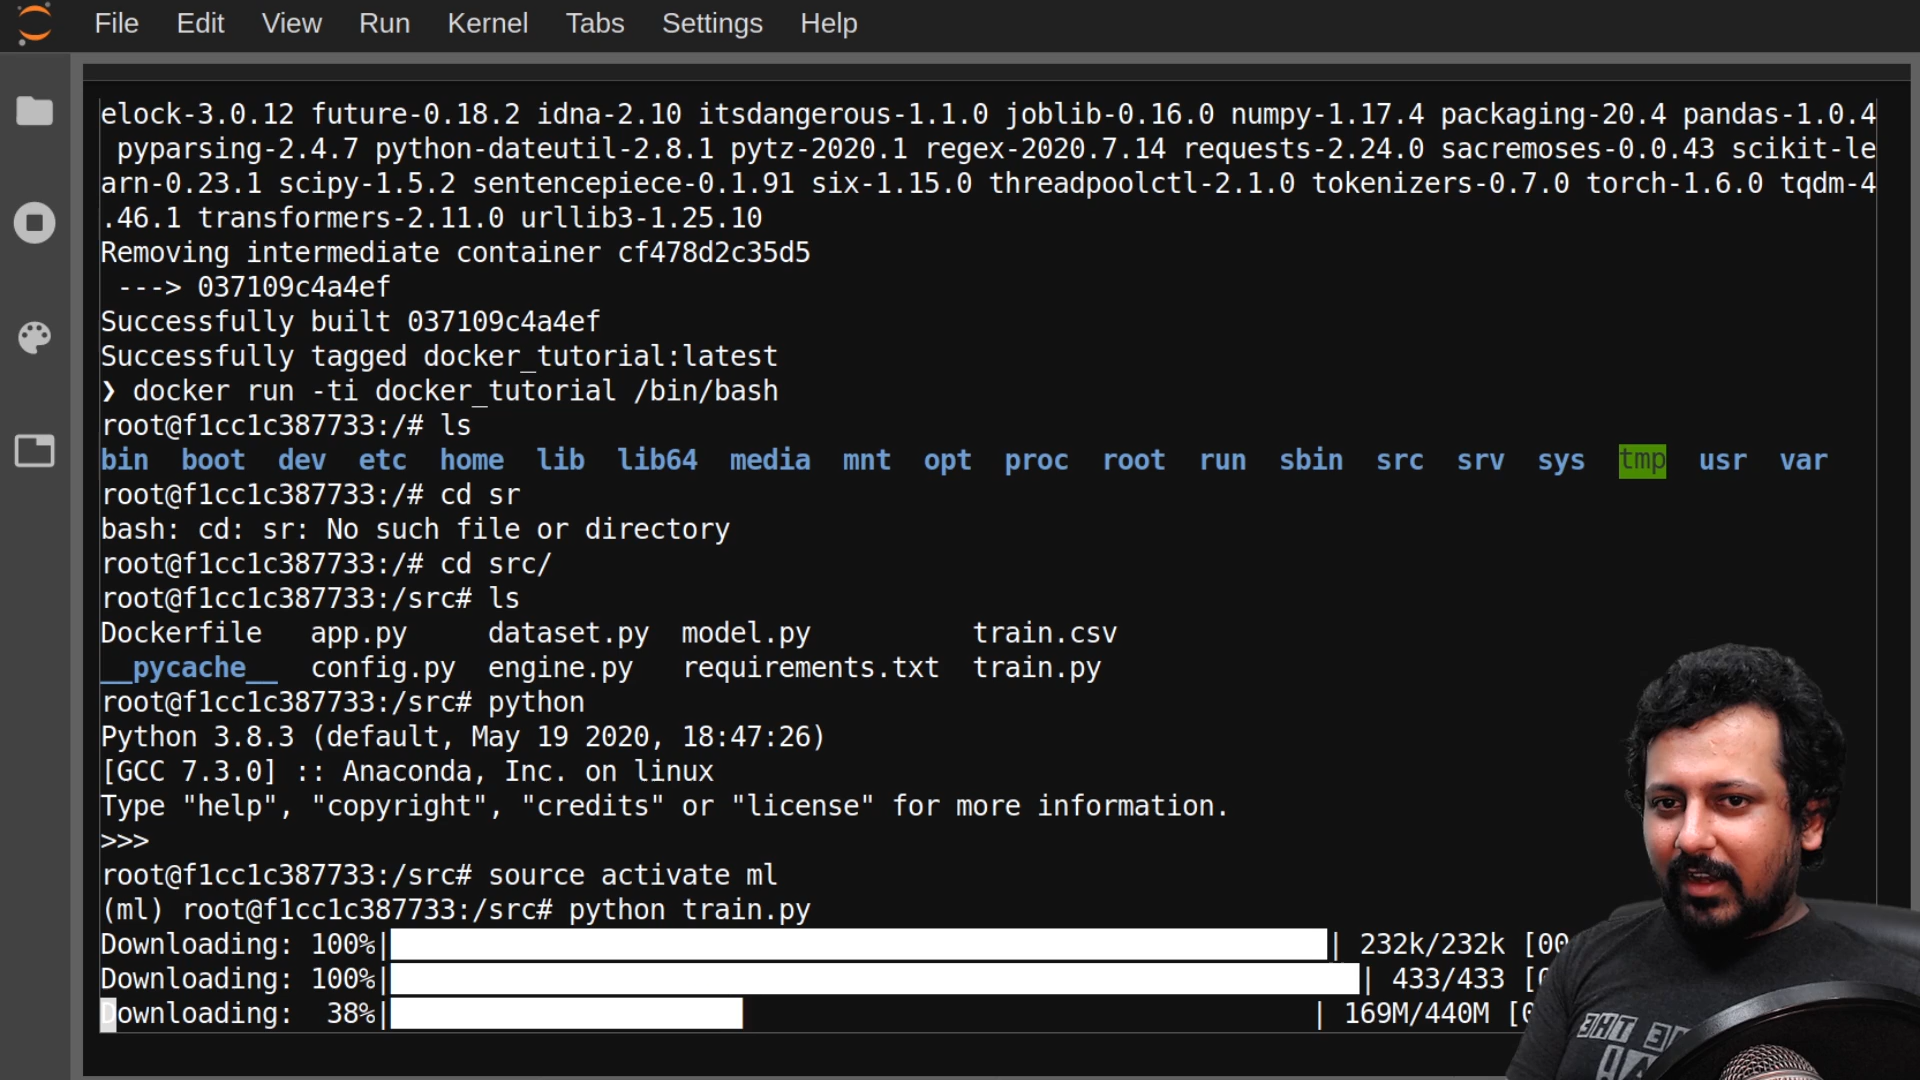 File Edit View Run Kernel Tabs Settings Help
elock-3.0.12 future-0.18.2 idna-2.10 itsdangerous-1.1.0 joblib-0.16.0 numpy-1.17.4 packaging-20.4 pandas-1.0.4
pyparsing-2.4.7 python-dateutil-2.8.1 pytz-2020.1 regex-2020.7.14 requests-2.24.0 sacremoses-0.0.43 scikit-le
arn-0.23.1 scipy-1.5.2 sentencepiece-0.1.91 six-1.15.0 threadpoolctl-2.1.0 tokenizers-0.7.0 torch-1.6.0 tqdm-4
.46.1 transformers-2.11.0 urllib3-1.25.10
Removing intermediate container cf478d2c35d5
---> 037109c4a4ef
Successfully built 037109c4a4ef
Successfully tagged docker_tutorial:latest
❯ docker run -ti docker_tutorial /bin/bash
root@f1cc1c387733:/# ls
bin boot dev etc home lib lib64 media mnt opt proc root run sbin src srv sys tmp usr var
root@f1cc1c387733:/# cd sr
bash: cd: sr: No such file or directory
root@f1cc1c387733:/# cd src/
root@f1cc1c387733:/src# ls
Dockerfile app.py dataset.py model.py train.csv
__pycache__ config.py engine.py requirements.txt train.py
root@f1cc1c387733:/src# python
Python 3.8.3 (default, May 19 2020, 18:47:26)
[GCC 7.3.0] :: Anaconda, Inc. on linux
Type "help", "copyright", "credits" or "license" for more information.
>>>
root@f1cc1c387733:/src# source activate ml
(ml) root@f1cc1c387733:/src# python train.py
Downloading: 100%| | 232k/232k [00
Downloading: 100%| | 433/433 [0
Downloading: 38%| | 169M/440M [0